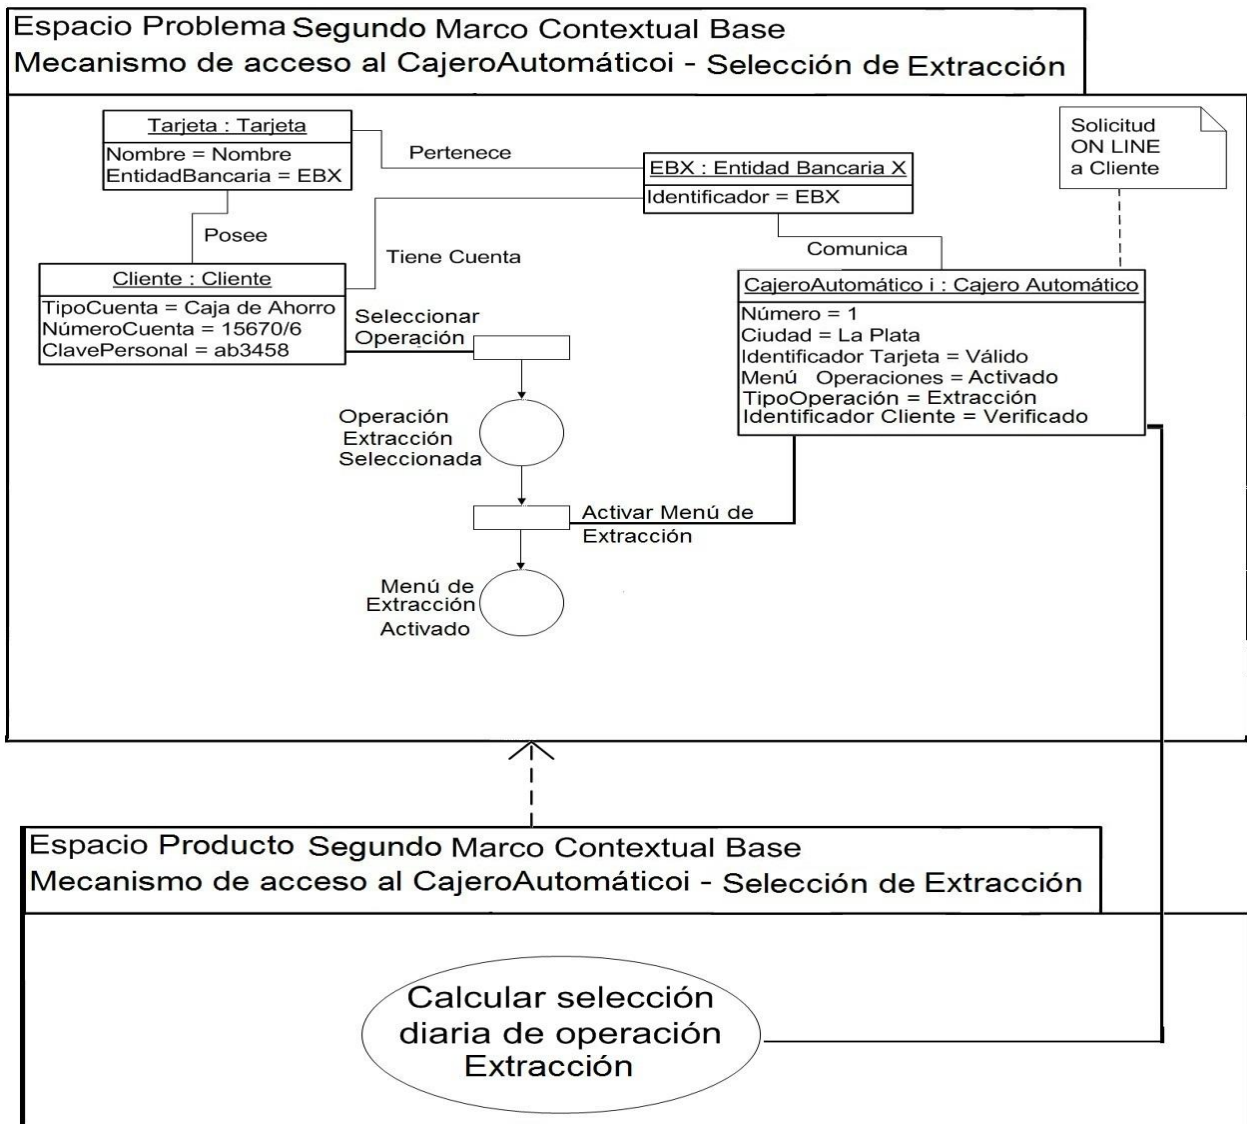 Espacio Problema Segundo Marco Contextual Base
Mecanismo de acceso al CajeroAutomáticoi - Selección de Extracción
Tarjeta : Tarjeta
Nombre = Nombre
EntidadBancaria = EBX
Pertenece
EBX : Entidad Bancaria X
Identificador = EBX
Solicitud
ON LINE
a Cliente
Posee
Tiene Cuenta
Comunica
Cliente : Cliente
TipoCuenta = Caja de Ahorro
NúmeroCuenta = 15670/6
ClavePersonal = ab3458
Seleccionar
Operación
CajeroAutomático i : Cajero Automático
Número = 1
Ciudad = La Plata
Identificador Tarjeta = Válido
Menú Operaciones = Activado
TipoOperación = Extracción
Identificador Cliente = Verificado
Operación
Extracción
Seleccionada
Activar Menú de
Extracción
Menú de
Extracción
Activado
Espacio Producto Segundo Marco Contextual Base
Mecanismo de acceso al CajeroAutomáticoi - Selección de Extracción
Calcular selección
diaria de operación
Extracción